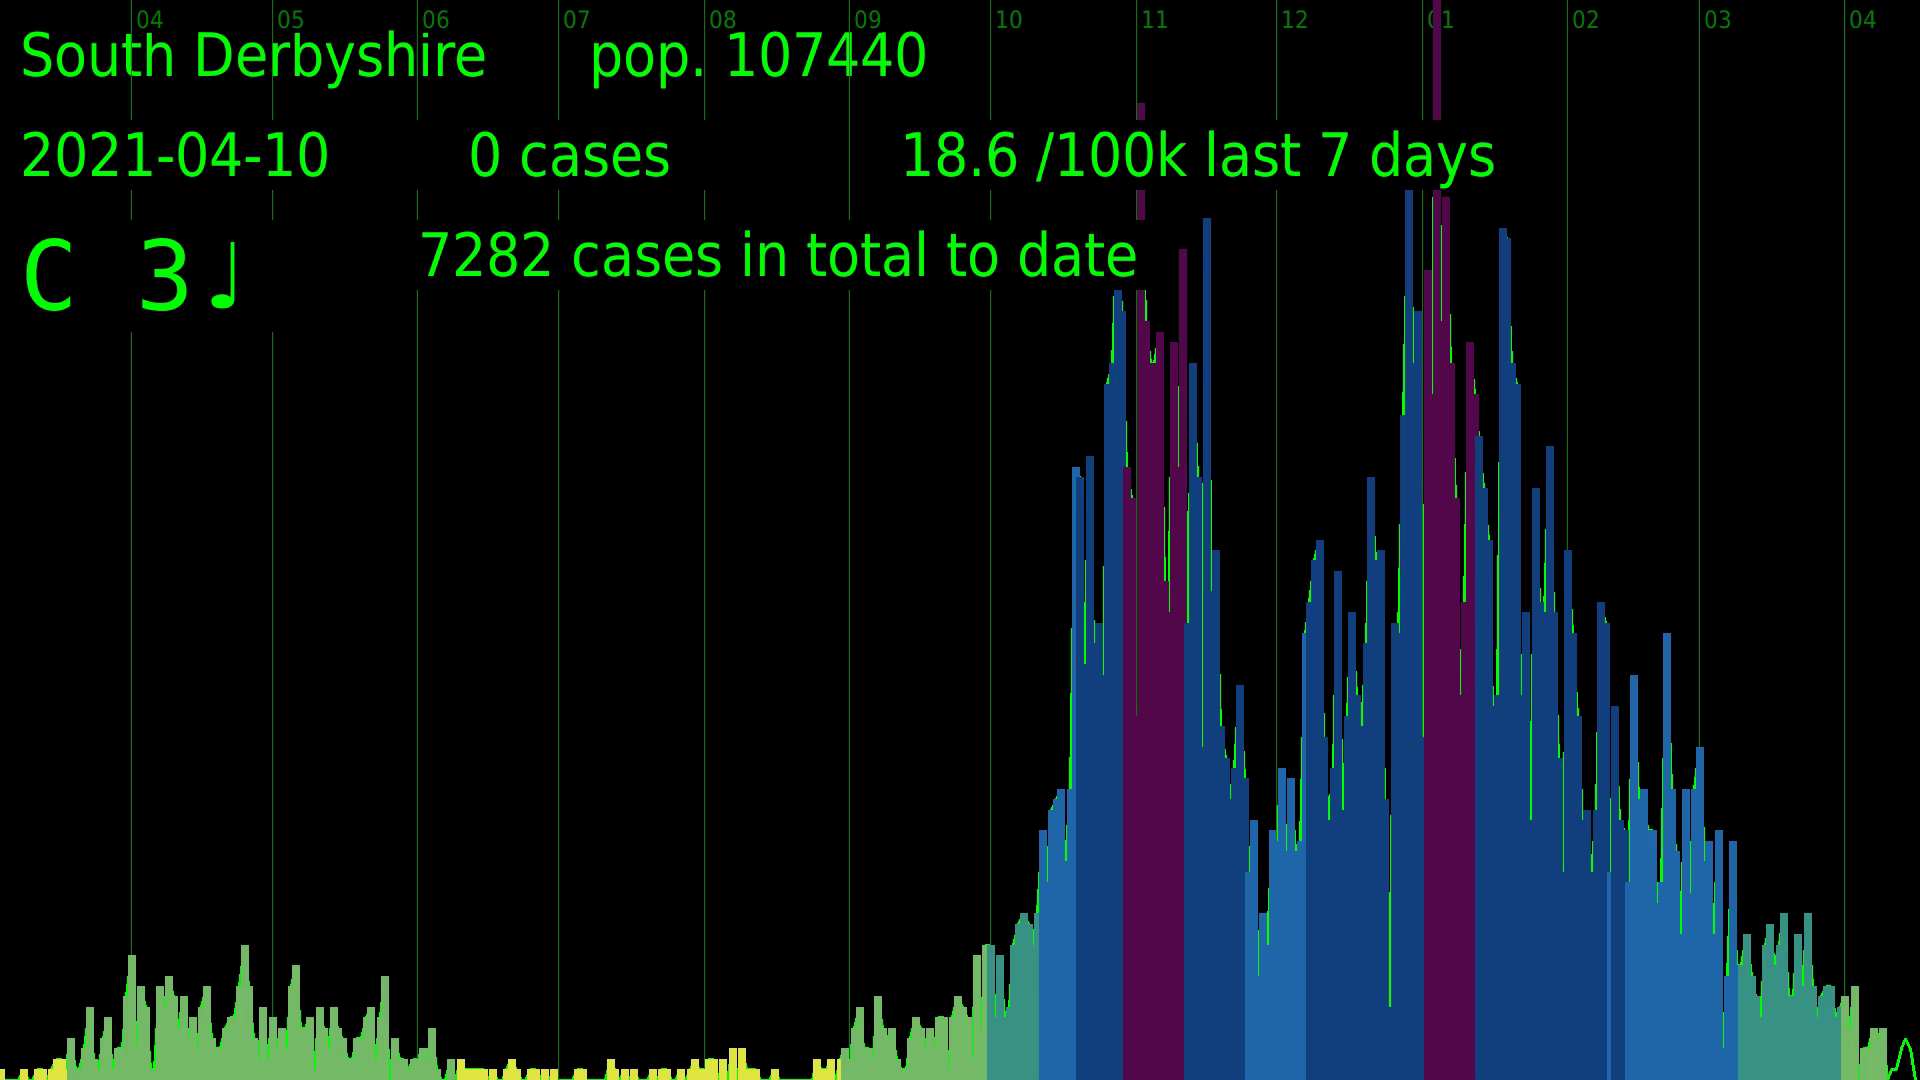 04 05 06 07 08 09 10 11 12 01 02 03 04
South Derbyshire pop. 107440
2021-04-10 0 cases 18.6 /100k last 7 days
C 3♩ 7282 cases in total to date